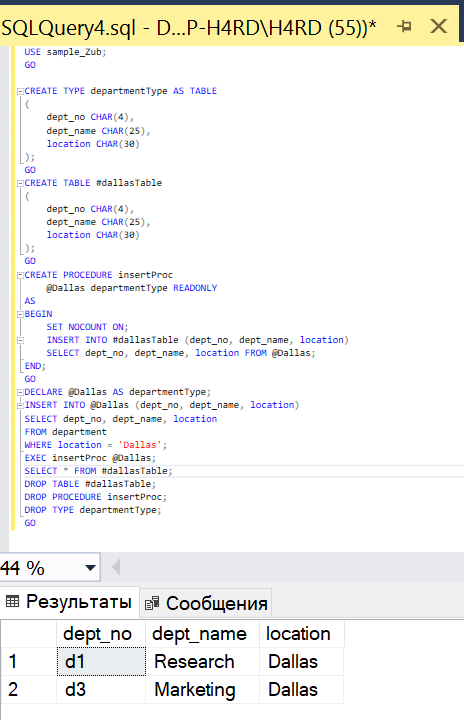 SQLQuery4.sql - D...P-H4RD\H4RD (55))*
USE sample_Zub;
GO
CREATE TYPE departmentType AS TABLE
(
dept_no CHAR(4),
dept_name CHAR(25),
location CHAR(30)
);
GO
CREATE TABLE #dallasTable
(
dept_no CHAR(4),
dept_name CHAR(25),
location CHAR(30)
);
GO
CREATE PROCEDURE insertProc
@Dallas departmentType READONLY
AS
BEGIN
SET NOCOUNT ON;
INSERT INTO #dallasTable (dept_no, dept_name, location)
SELECT dept_no, dept_name, location FROM @Dallas;
END;
GO
DECLARE @Dallas AS departmentType;
INSERT INTO @Dallas (dept_no, dept_name, location)
SELECT dept_no, dept_name, location
FROM department
WHERE location = 'Dallas';
EXEC insertProc @Dallas;
SELECT * FROM #dallasTable;
DROP TABLE #dallasTable;
DROP PROCEDURE insertProc;
DROP TYPE departmentType;
GO
44 %
Результаты Сообщения
dept_no dept_name location
1 d1 Research Dallas
2 d3 Marketing Dallas